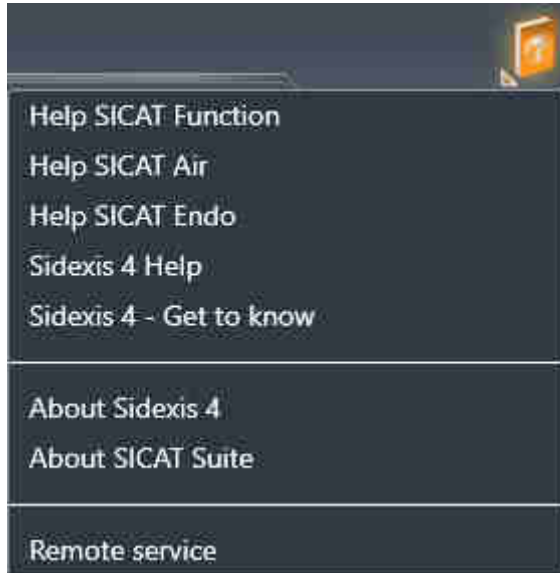 Help SICAT Function
Help SICAT Air
Help SICAT Endo
Sidexis 4 Help
Sidexis 4 - Get to know
About Sidexis 4
About SICAT Suite
Remote service